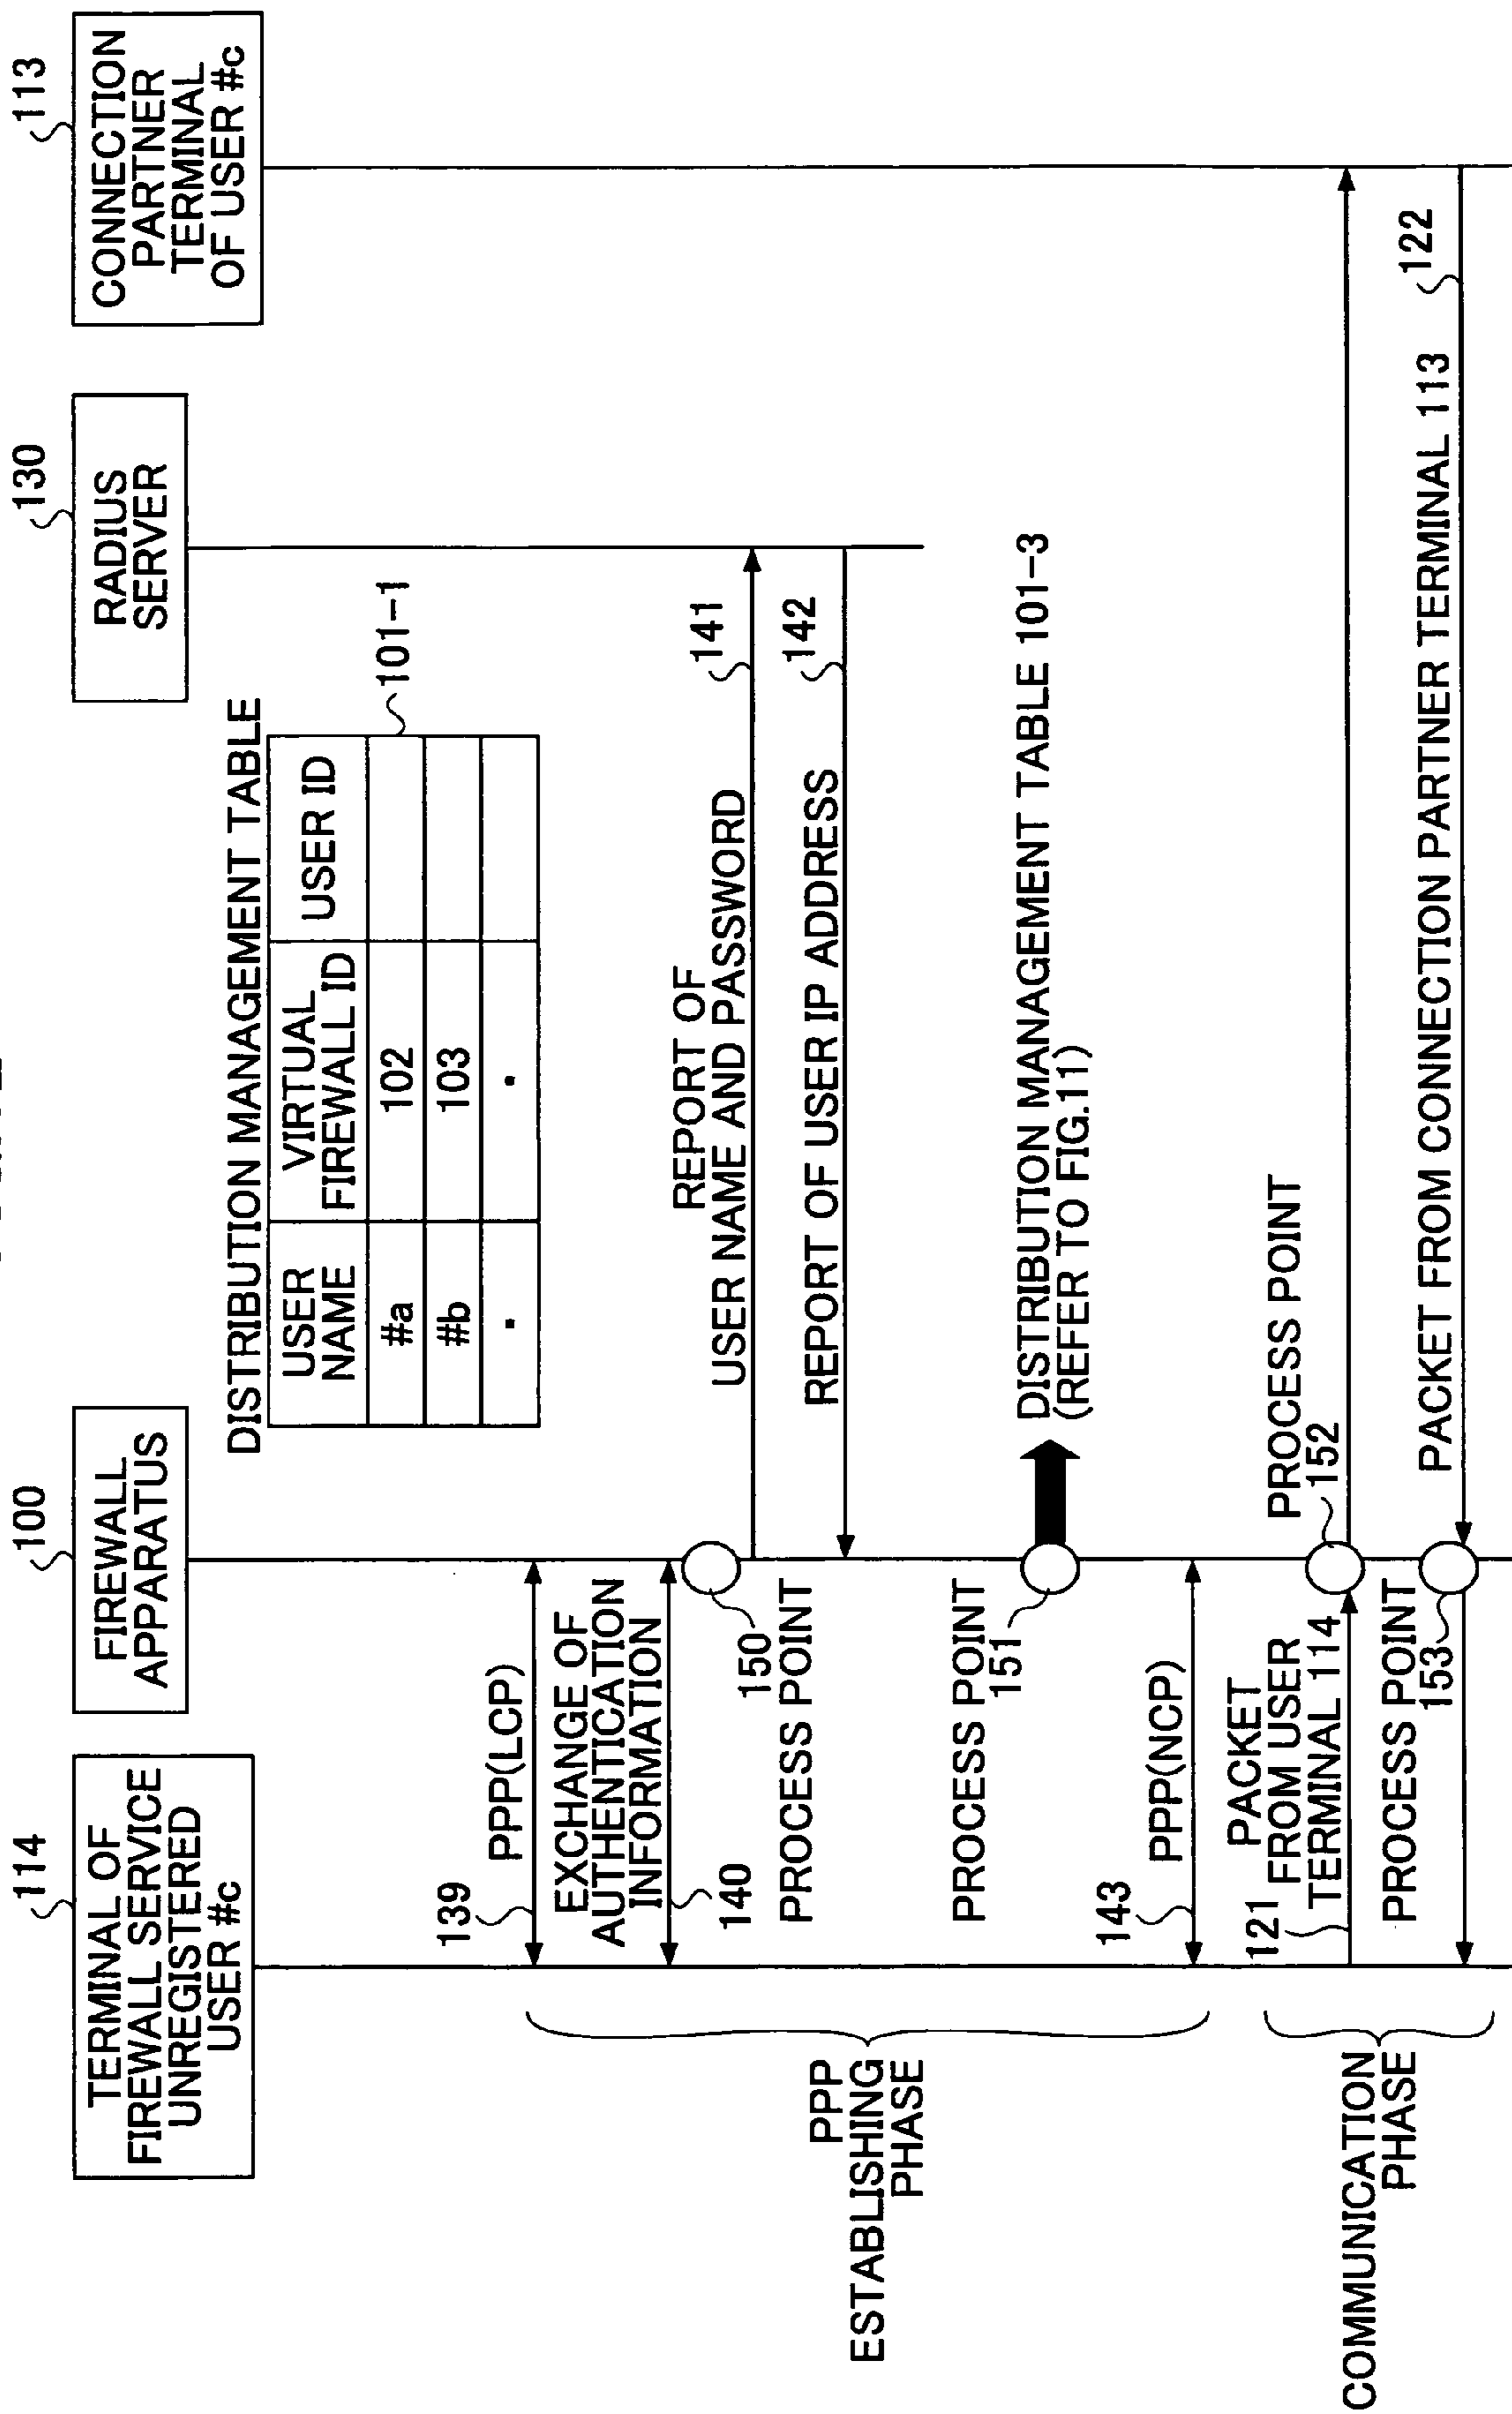 114
TERMINAL OF
FIREWALL SERVICE
UNREGISTERED
USER #c
100
FIREWALL
APPARATUS
130
RADIUS
SERVER
113
CONNECTION
PARTNER
TERMINAL
OF USER #c
DISTRIBUTION MANAGEMENT TABLE
USER NAME VIRTUAL FIREWALL ID USER ID
#a 102
#b 103
. .
101-1
139
PPP(LCP)
EXCHANGE OF
AUTHENTICATION
INFORMATION
140
150
PROCESS POINT
REPORT OF
USER NAME AND PASSWORD
141
REPORT OF USER IP ADDRESS
142
PROCESS POINT
151
DISTRIBUTION MANAGEMENT TABLE 101-3
(REFER TO FIG.11)
143
PPP(NCP)
PPP
ESTABLISHING
PHASE
121
PACKET
FROM USER
TERMINAL 114
PROCESS POINT
152
PROCESS POINT
153
PACKET FROM CONNECTION PARTNER TERMINAL 113
122
COMMUNICATION
PHASE